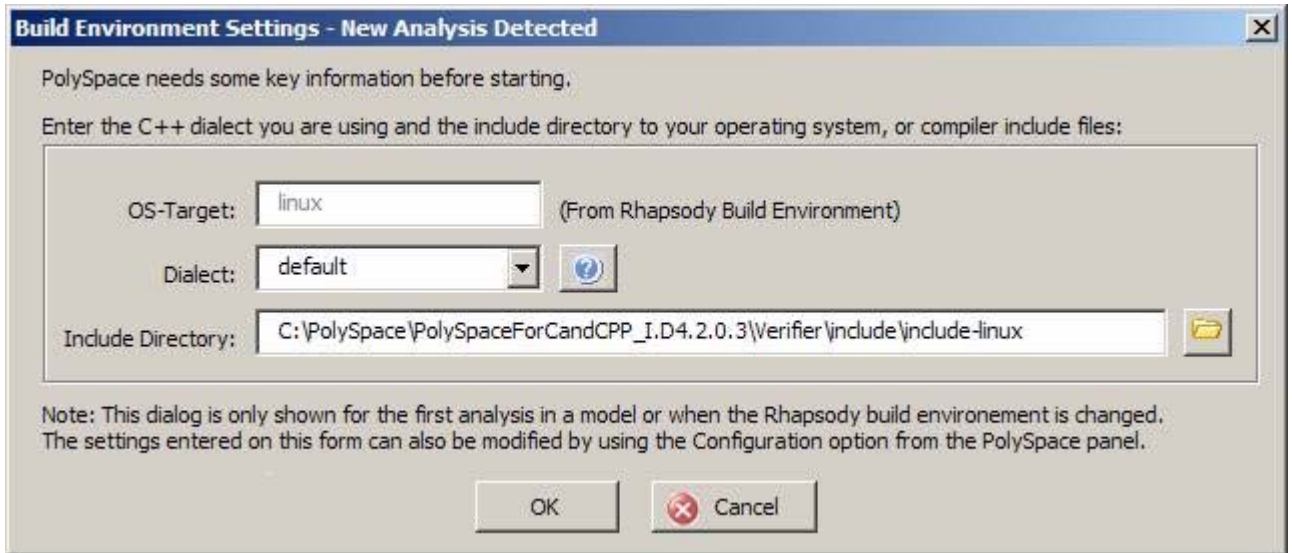 Build Environment Settings - New Analysis Detected
PolySpace needs some key information before starting.
Enter the C++ dialect you are using and the include directory to your operating system, or compiler include files:
OS-Target: linux (From Rhapsody Build Environment)
Dialect: default
Include Directory: C:\PolySpace\PolySpaceForCandCPP_I.D4.2.0.3\Verifier\include\include-linux
Note: This dialog is only shown for the first analysis in a model or when the Rhapsody build environement is changed.
The settings entered on this form can also be modified by using the Configuration option from the PolySpace panel.
OK Cancel